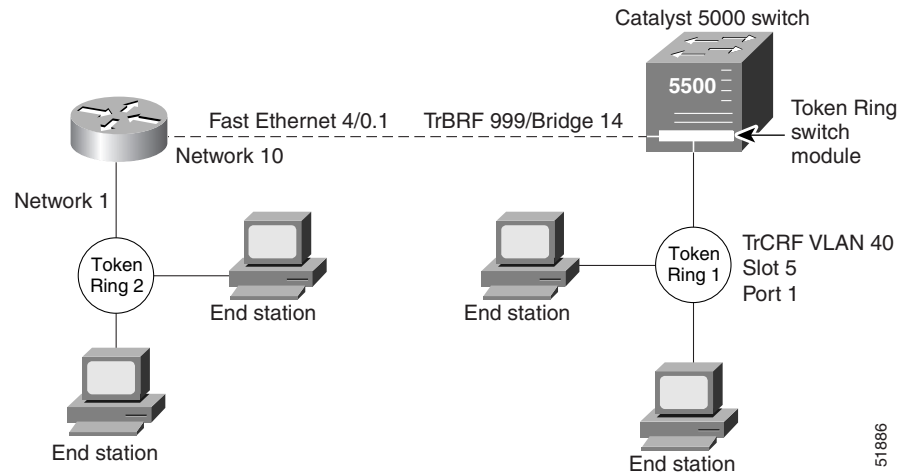 Catalyst 5000 switch
5500
Fast Ethernet 4/0.1
TrBRF 999/Bridge 14
Token Ring
switch
module
Network 10
Network 1
Token
Ring 2
End station
End station
Token
Ring 1
TrCRF VLAN 40
Slot 5
Port 1
End station
End station
51886